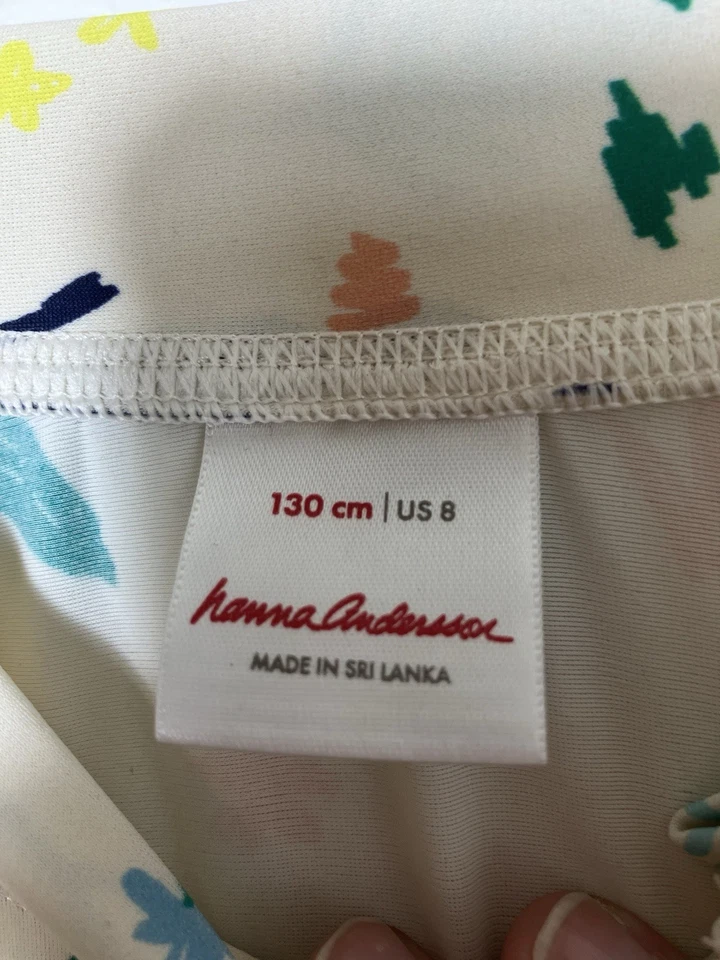 130 cm | US 8
hanna Andersson
MADE IN SRI LANKA